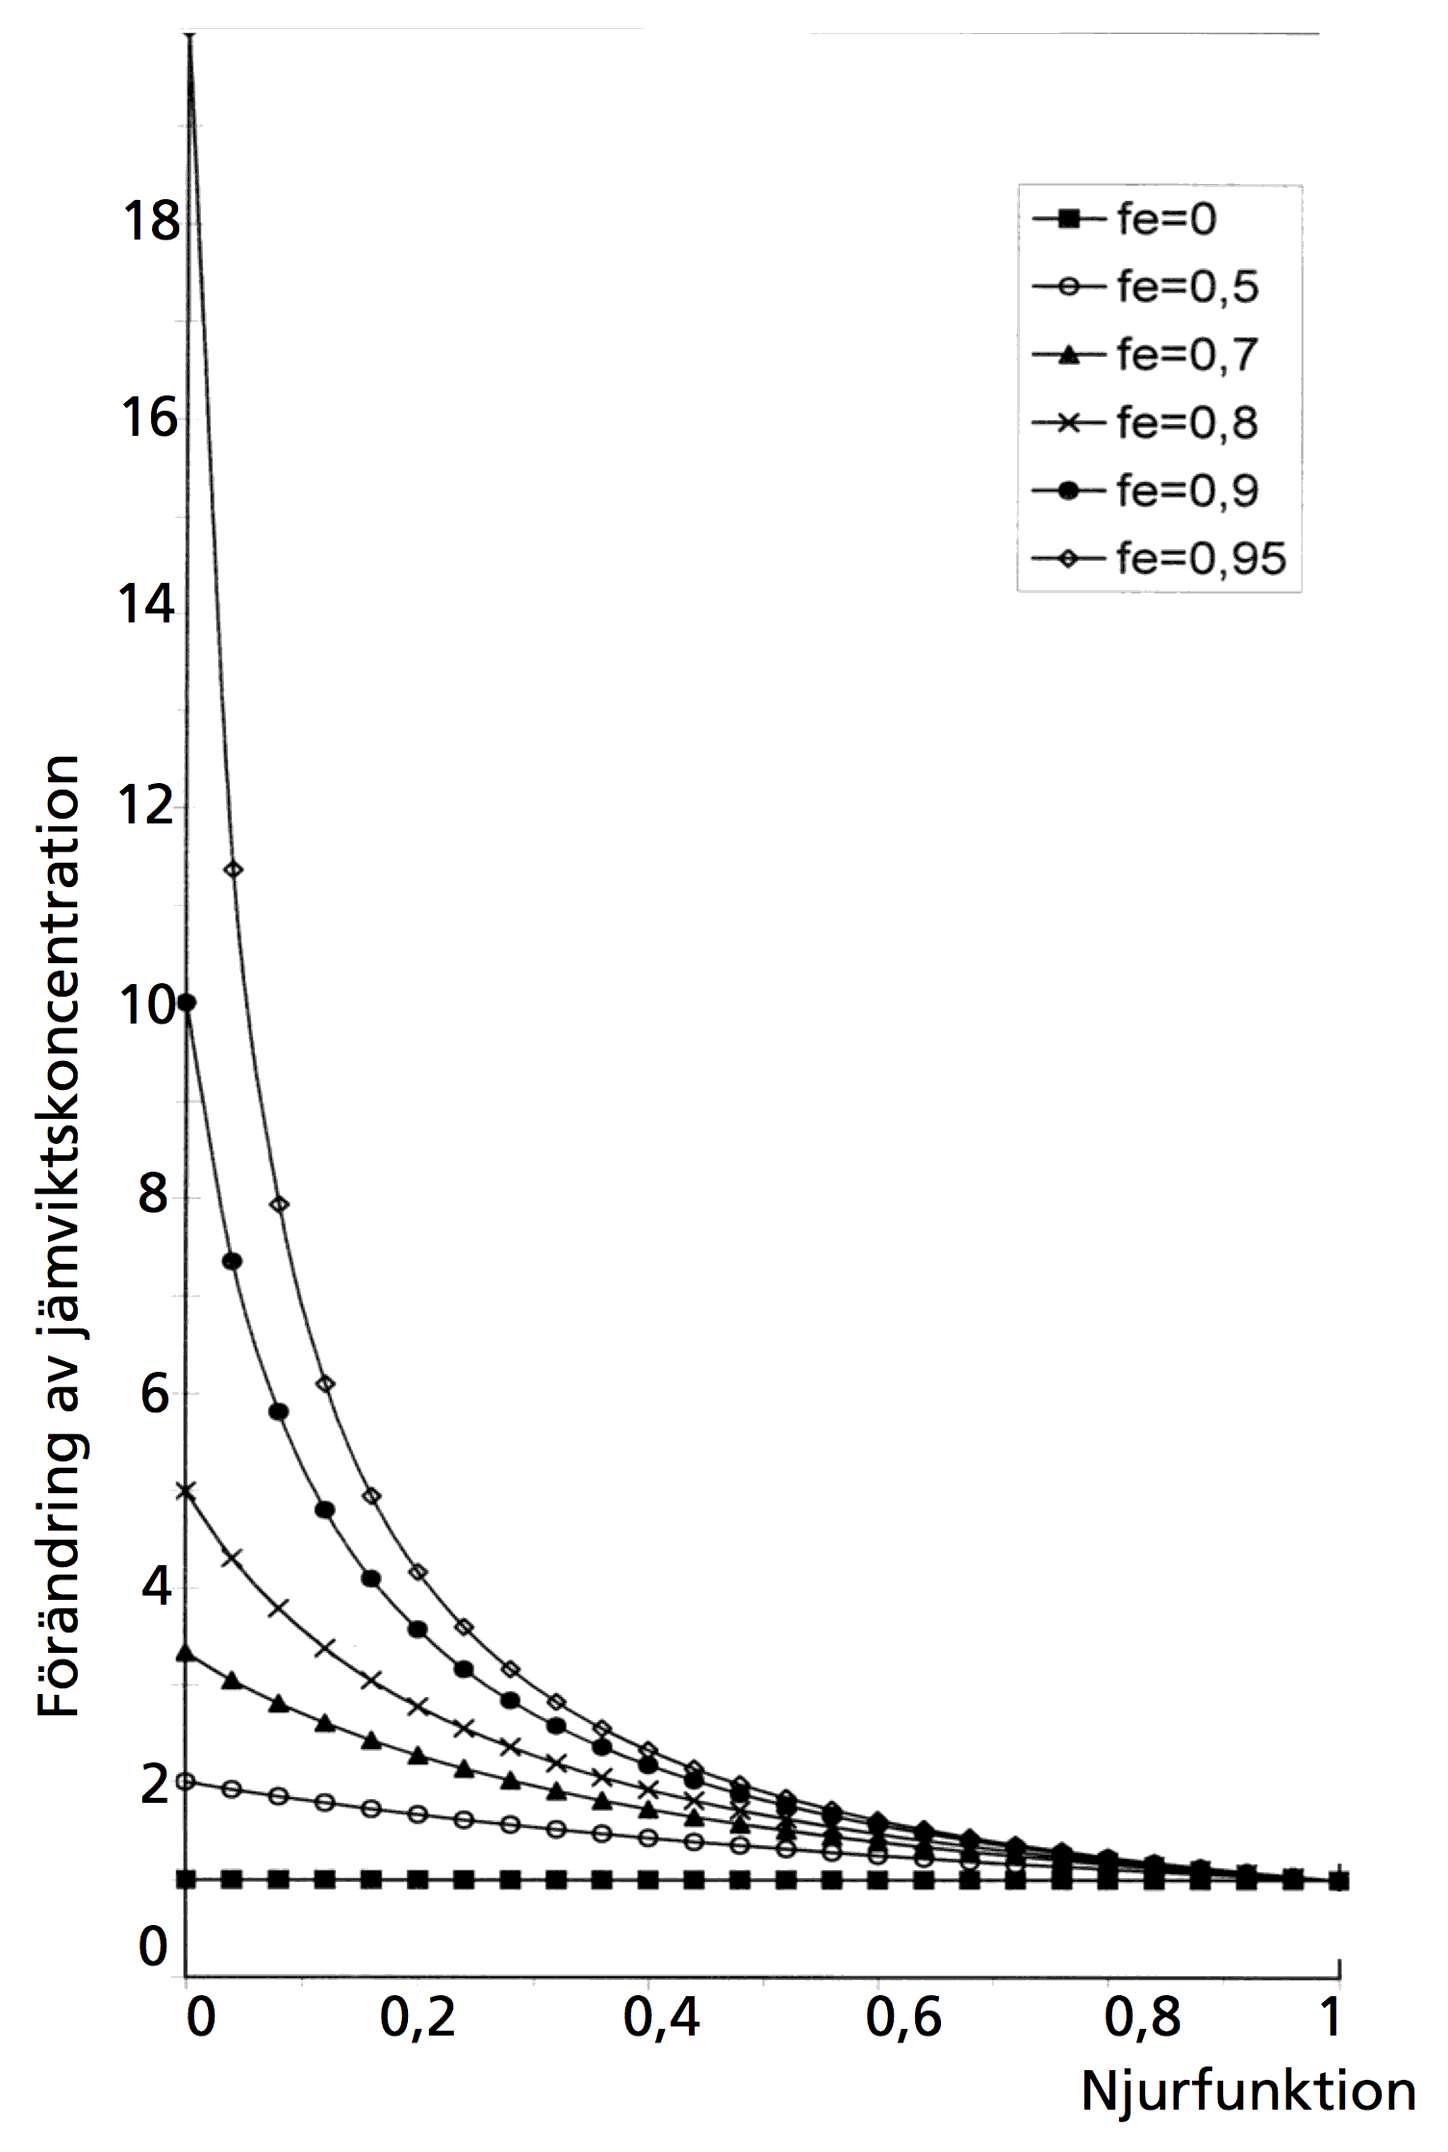 18
16
14
12
10
8
6
4
2
0
Förändring av jämviktskoncentration
fe=0
fe=0,5
fe=0,7
fe=0,8
fe=0,9
fe=0,95
0 0,2 0,4 0,6 0,8 1
Njurfunktion